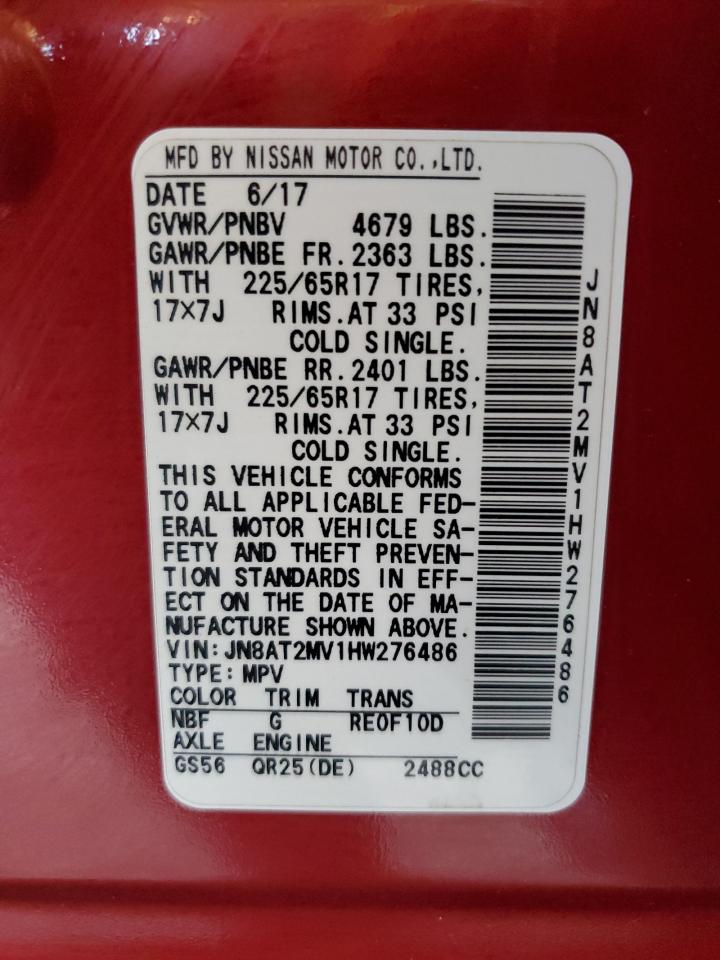 MFD BY NISSAN MOTOR CO.,LTD.
DATE 6/17
GVWR/PNBV 4679 LBS.
GAWR/PNBE FR.2363 LBS.
WITH 225/65R17 TIRES,
17×7J RIMS.AT 33 PSI
COLD SINGLE.
GAWR/PNBE RR.2401 LBS.
WITH 225/65R17 TIRES,
17×7J RIMS.AT 33 PSI
COLD SINGLE.
THIS VEHICLE CONFORMS
TO ALL APPLICABLE FED-
ERAL MOTOR VEHICLE SA-
FETY AND THEFT PREVEN-
TION STANDARDS IN EFF-
ECT ON THE DATE OF MA-
NUFACTURE SHOWN ABOVE.
VIN:JN8AT2MV1HW276486
TYPE:MPV
COLOR TRIM TRANS
NBF G RE0F10D
AXLE ENGINE
GS56 QR25(DE) 2488CC
JN8AT2MV1HW276486